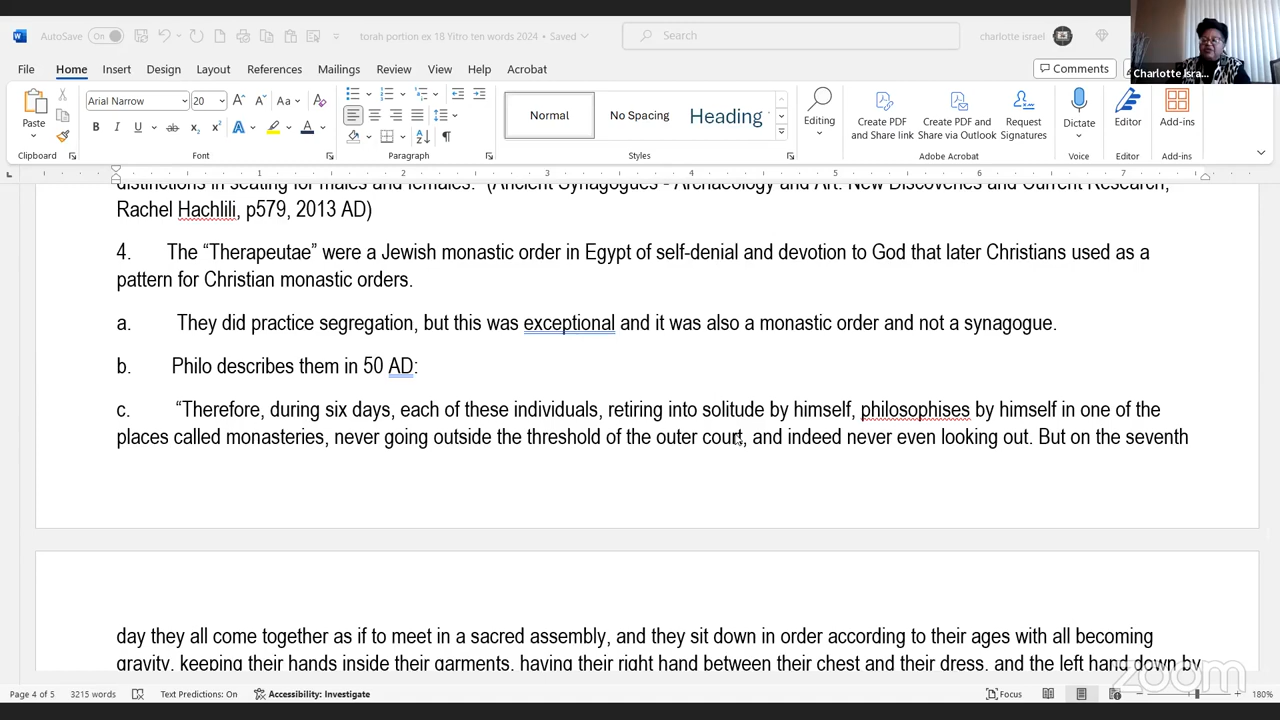 AutoSave On torah portion ex 18 Yitro ten words 2024 • Saved Search charlotte israel
Charlotte Isra...
File Home Insert Design Layout References Mailings Review View Help Acrobat Comments
Paste Arial Narrow 20 Normal No Spacing Heading Editing Create PDF and Share link Create PDF and Share via Outlook Request Signatures Dictate Editor Add-ins
Clipboard Font Paragraph Styles Adobe Acrobat Voice Editor Add-ins
1 2 3 4 5 6 7
distinctions in seating for males and females." (Ancient Synagogues - Archaeology and Art: New Discoveries and Current Research,
Rachel Hachlili, p579, 2013 AD)
4. The “Therapeutae” were a Jewish monastic order in Egypt of self-denial and devotion to God that later Christians used as a
pattern for Christian monastic orders.
a. They did practice segregation, but this was exceptional and it was also a monastic order and not a synagogue.
b. Philo describes them in 50 AD:
c. “Therefore, during six days, each of these individuals, retiring into solitude by himself, philosophises by himself in one of the
places called monasteries, never going outside the threshold of the outer court, and indeed never even looking out. But on the seventh
day they all come together as if to meet in a sacred assembly, and they sit down in order according to their ages with all becoming
gravity, keeping their hands inside their garments, having their right hand between their chest and their dress, and the left hand down by
zoom
Page 4 of 5 3215 words Text Predictions: On Accessibility: Investigate Focus 180%